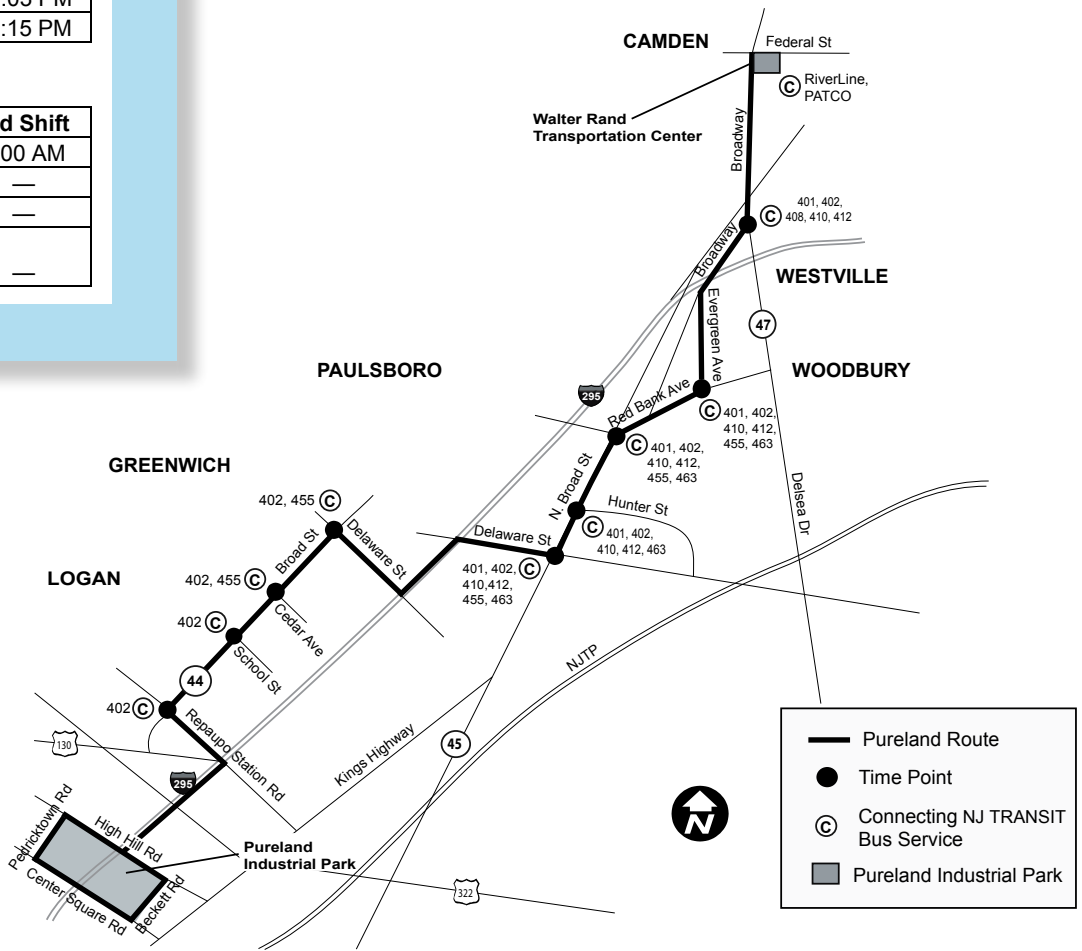 :15 PM
d Shift
00 AM
—
—
—
CAMDEN
Federal St
RiverLine,
PATCO
C
Walter Rand
Transportation Center
Broadway
C
401, 402,
408, 410, 412
Broadway
WESTVILLE
Evergreen Ave
47
PAULSBORO
WOODBURY
295
Red Bank Ave
C
401, 402,
410, 412,
455, 463
C
401, 402,
410, 412,
455, 463
GREENWICH
N. Broad St
Hunter St
Delsea Dr
402, 455 C
Broad St
Delaware St
Delaware St
C
401, 402,
410, 412, 463
401, 402, C
410,412,
455, 463
LOGAN
402, 455 C
Cedar Ave
402 C
School St
44
NJTP
402 C
Repaupo Station Rd
130
Kings Highway
45
295
Pedricktown Rd
High Hill Rd
Pureland
Industrial Park
Center Square Rd
Beckett Rd
322
N
Pureland Route
Time Point
C
Connecting NJ TRANSIT
Bus Service
Pureland Industrial Park